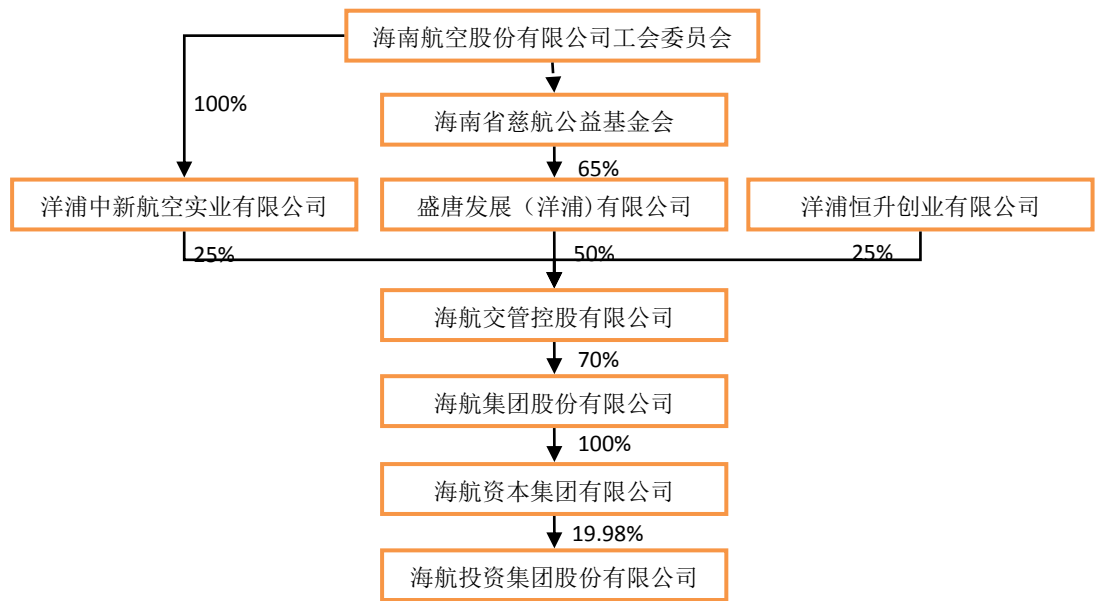 海南航空股份有限公司工会委员会
100%
海南省慈航公益基金会
65%
洋浦中新航空实业有限公司
盛唐发展（洋浦）有限公司
洋浦恒升创业有限公司
25%
50%
25%
海航交管控股有限公司
70%
海航集团股份有限公司
100%
海航资本集团有限公司
19.98%
海航投资集团股份有限公司